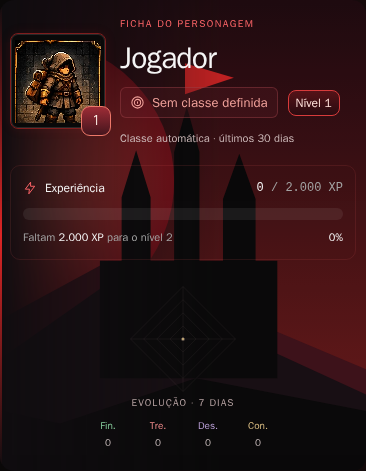 FICHA DO PERSONAGEM
Jogador
1
Sem classe definida
Nível 1
Classe automática · últimos 30 dias
Experiência
0 / 2.000 XP
Faltam 2.000 XP para o nível 2
0%
EVOLUÇÃO · 7 DIAS
Fin. Tre. Des. Con.
0 0 0 0